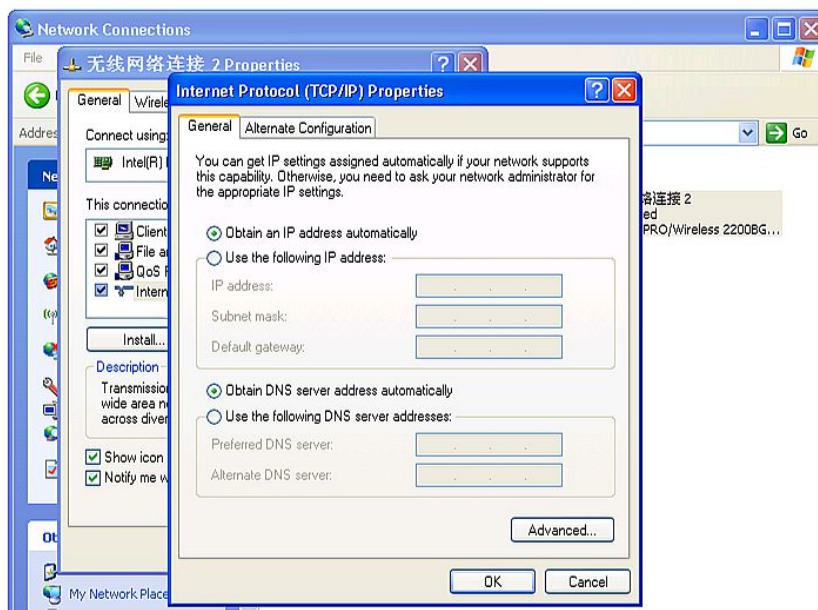 Network Connections
File
无线网络连接 2 Properties
General
Addres
Go
Connect using:
Intel(R)
This connectio
Client
File a
QoS
Intern
Install...
Description
Transmission
wide area n
across diver
Show icon
Notify me w
My Network Place
Internet Protocol (TCP/IP) Properties
General
Alternate Configuration
You can get IP settings assigned automatically if your network supports
this capability. Otherwise, you need to ask your network administrator for
the appropriate IP settings.
Obtain an IP address automatically
Use the following IP address:
IP address:
Subnet mask:
Default gateway:
Obtain DNS server address automatically
Use the following DNS server addresses:
Preferred DNS server:
Alternate DNS server:
Advanced...
OK
Cancel
连接 2
ed
PRO/Wireless 2200BG...